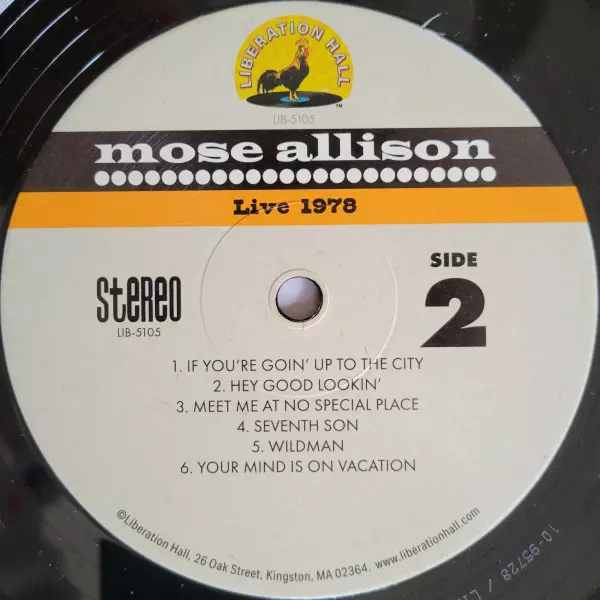 LIBERATION HALL
TM
LIB-5105
mose allison
Live 1978
SIDE
2
STEREO
LIB-5105
1. IF YOU'RE GOIN' UP TO THE CITY
2. HEY GOOD LOOKIN'
3. MEET ME AT NO SPECIAL PLACE
4. SEVENTH SON
5. WILDMAN
6. YOUR MIND IS ON VACATION
©Liberation Hall, 26 Oak Street, Kingston, MA 02364. www.liberationhall.com
10-95728 /